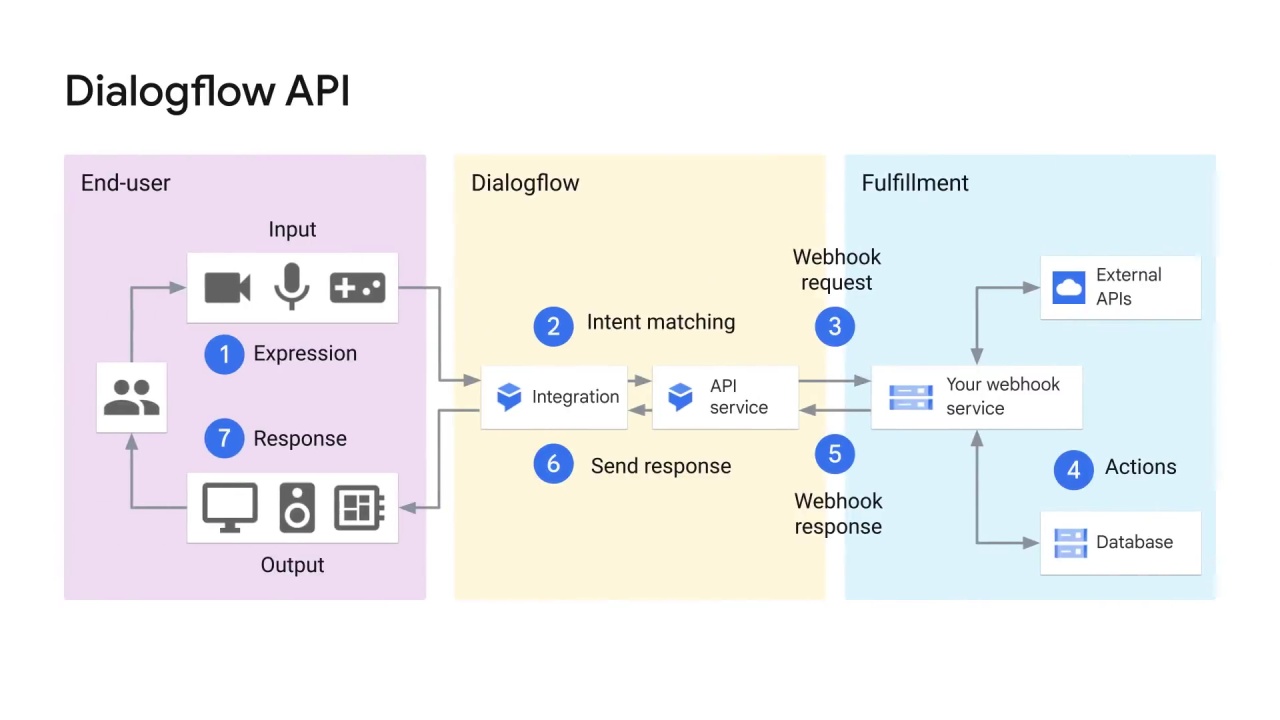 Dialogflow API
End-user
Input
1 Expression
7 Response
Output
Dialogflow
2 Intent matching
Integration
API
service
6 Send response
Webhook
request
3
5
Webhook
response
Fulfillment
External
APIs
Your webhook
service
4 Actions
Database